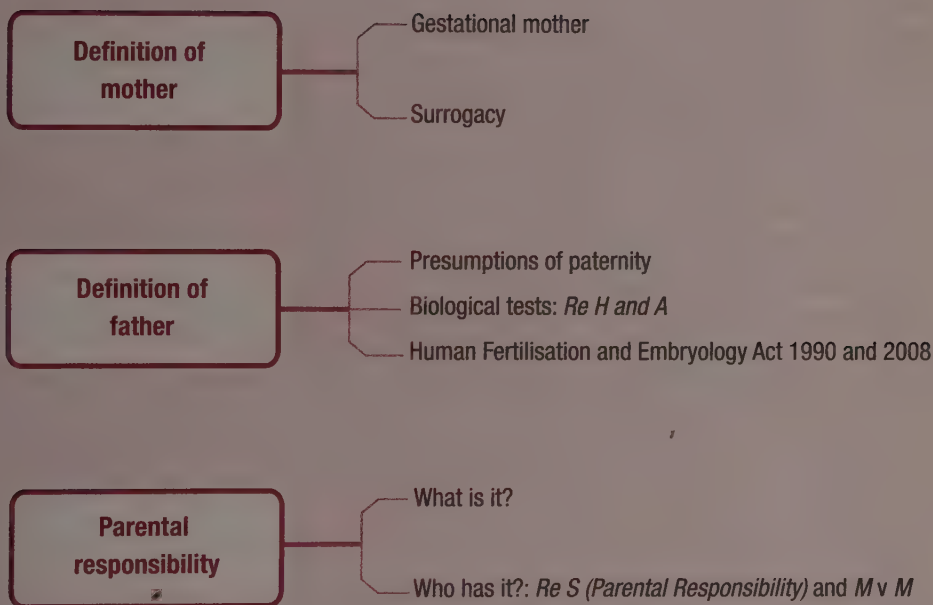 Definition of
mother
Gestational mother
Surrogacy
Definition of
father
Presumptions of paternity
Biological tests: Re H and A
Human Fertilisation and Embryology Act 1990 and 2008
Parental
responsibility
What is it?
Who has it?: Re S (Parental Responsibility) and M v M